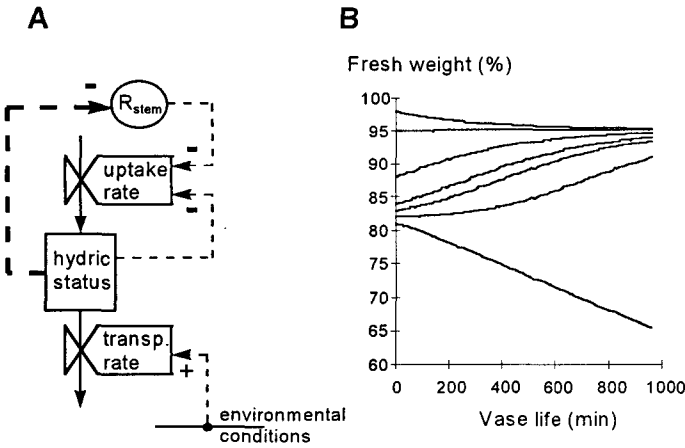 A
-
R_stem
-
uptake
rate
-
hydric
status
transp.
rate
+
environmental
conditions
B
Fresh weight (%)
100
95
90
85
80
75
70
65
60
0 200 400 600 800 1000
Vase life (min)